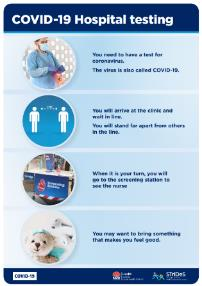 COVID-19 Hospital testing
You need to have a test for
coronavirus.
The virus is also called COVID-19.
You will arrive at the clinic and
wait in line.
You will stand far apart from others
in the line.
When it is your turn, you will
go to the screening station to
see the nurse
You may want to bring something
that makes you feel good.
COVID-19
STrIDeS